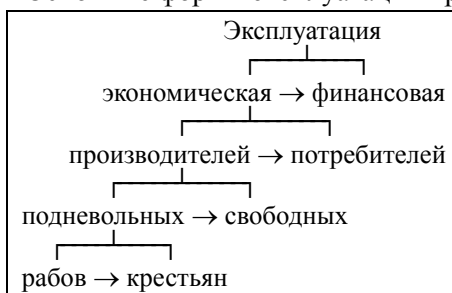 Эксплуатация
экономическая → финансовая
производителей → потребителей
подневольных → свободных
рабов → крестьян